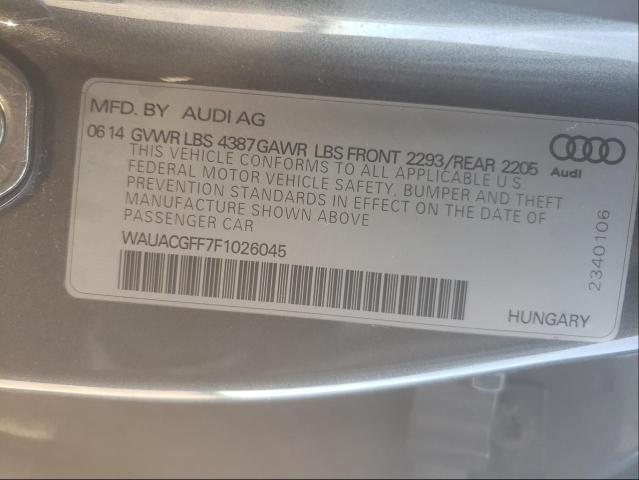 MFD. BY AUDI AG
06 14 GVWR LBS 4387 GAWR LBS FRONT 2293/REAR 2205
THIS VEHICLE CONFORMS TO ALL APPLICABLE U.S.
FEDERAL MOTOR VEHICLE SAFETY, BUMPER AND THEFT
PREVENTION STANDARDS IN EFFECT ON THE DATE OF
MANUFACTURE SHOWN ABOVE
PASSENGER CAR
WAUACGFF7F1026045
Audi
2340106
HUNGARY